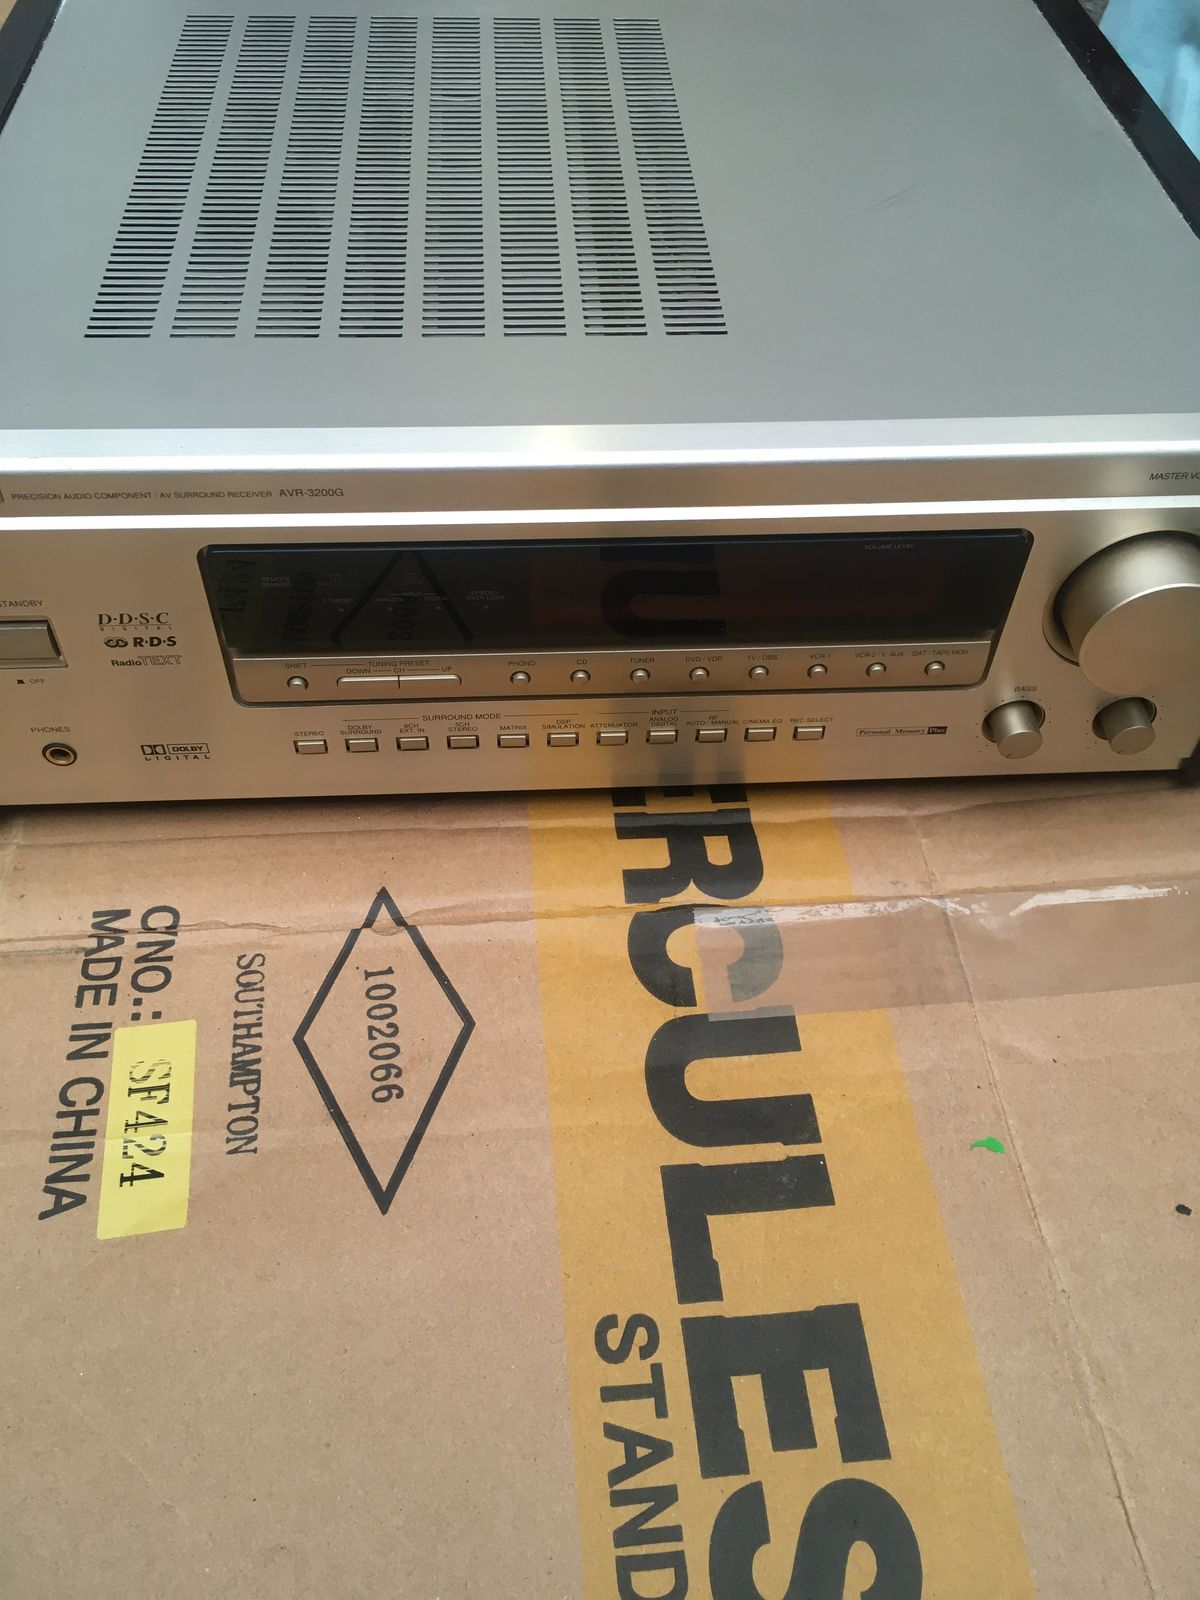 PRECISION AUDIO COMPONENT / AV SURROUND RECEIVER AVR-3200G
MASTER VO
VOLUME LEVEL
REMOTE SENSOR
STANDBY
INPUT
ANALOG
DIGITAL
ERROR / OVER LOAD
STANDBY
OFF
D·D·S·C
DIGITAL
R·D·S
Radio TEXT
SHIFT
TUNING PRESET
DOWN CH UP
PHONO
CD
TUNER
DVD / VDP
TV / DBS
VCR-1
VCR-2 / V. AUX
DAT / TAPE MON
BASS
PHONES
DOLBY
DIGITAL
SURROUND MODE
INPUT
STEREO
DOLBY SURROUND
6CH EXT. IN
5CH STEREO
MATRIX
DSP SIMULATION
ATTENUATOR
ANALOG / DIGITAL
RF AUTO / MANUAL
CINEMA EQ
REC SELECT
Personal Memory Plus
ERCULES
STAND
1002066
SOUTHAMPTON
C'NO.: SF424
MADE IN CHINA